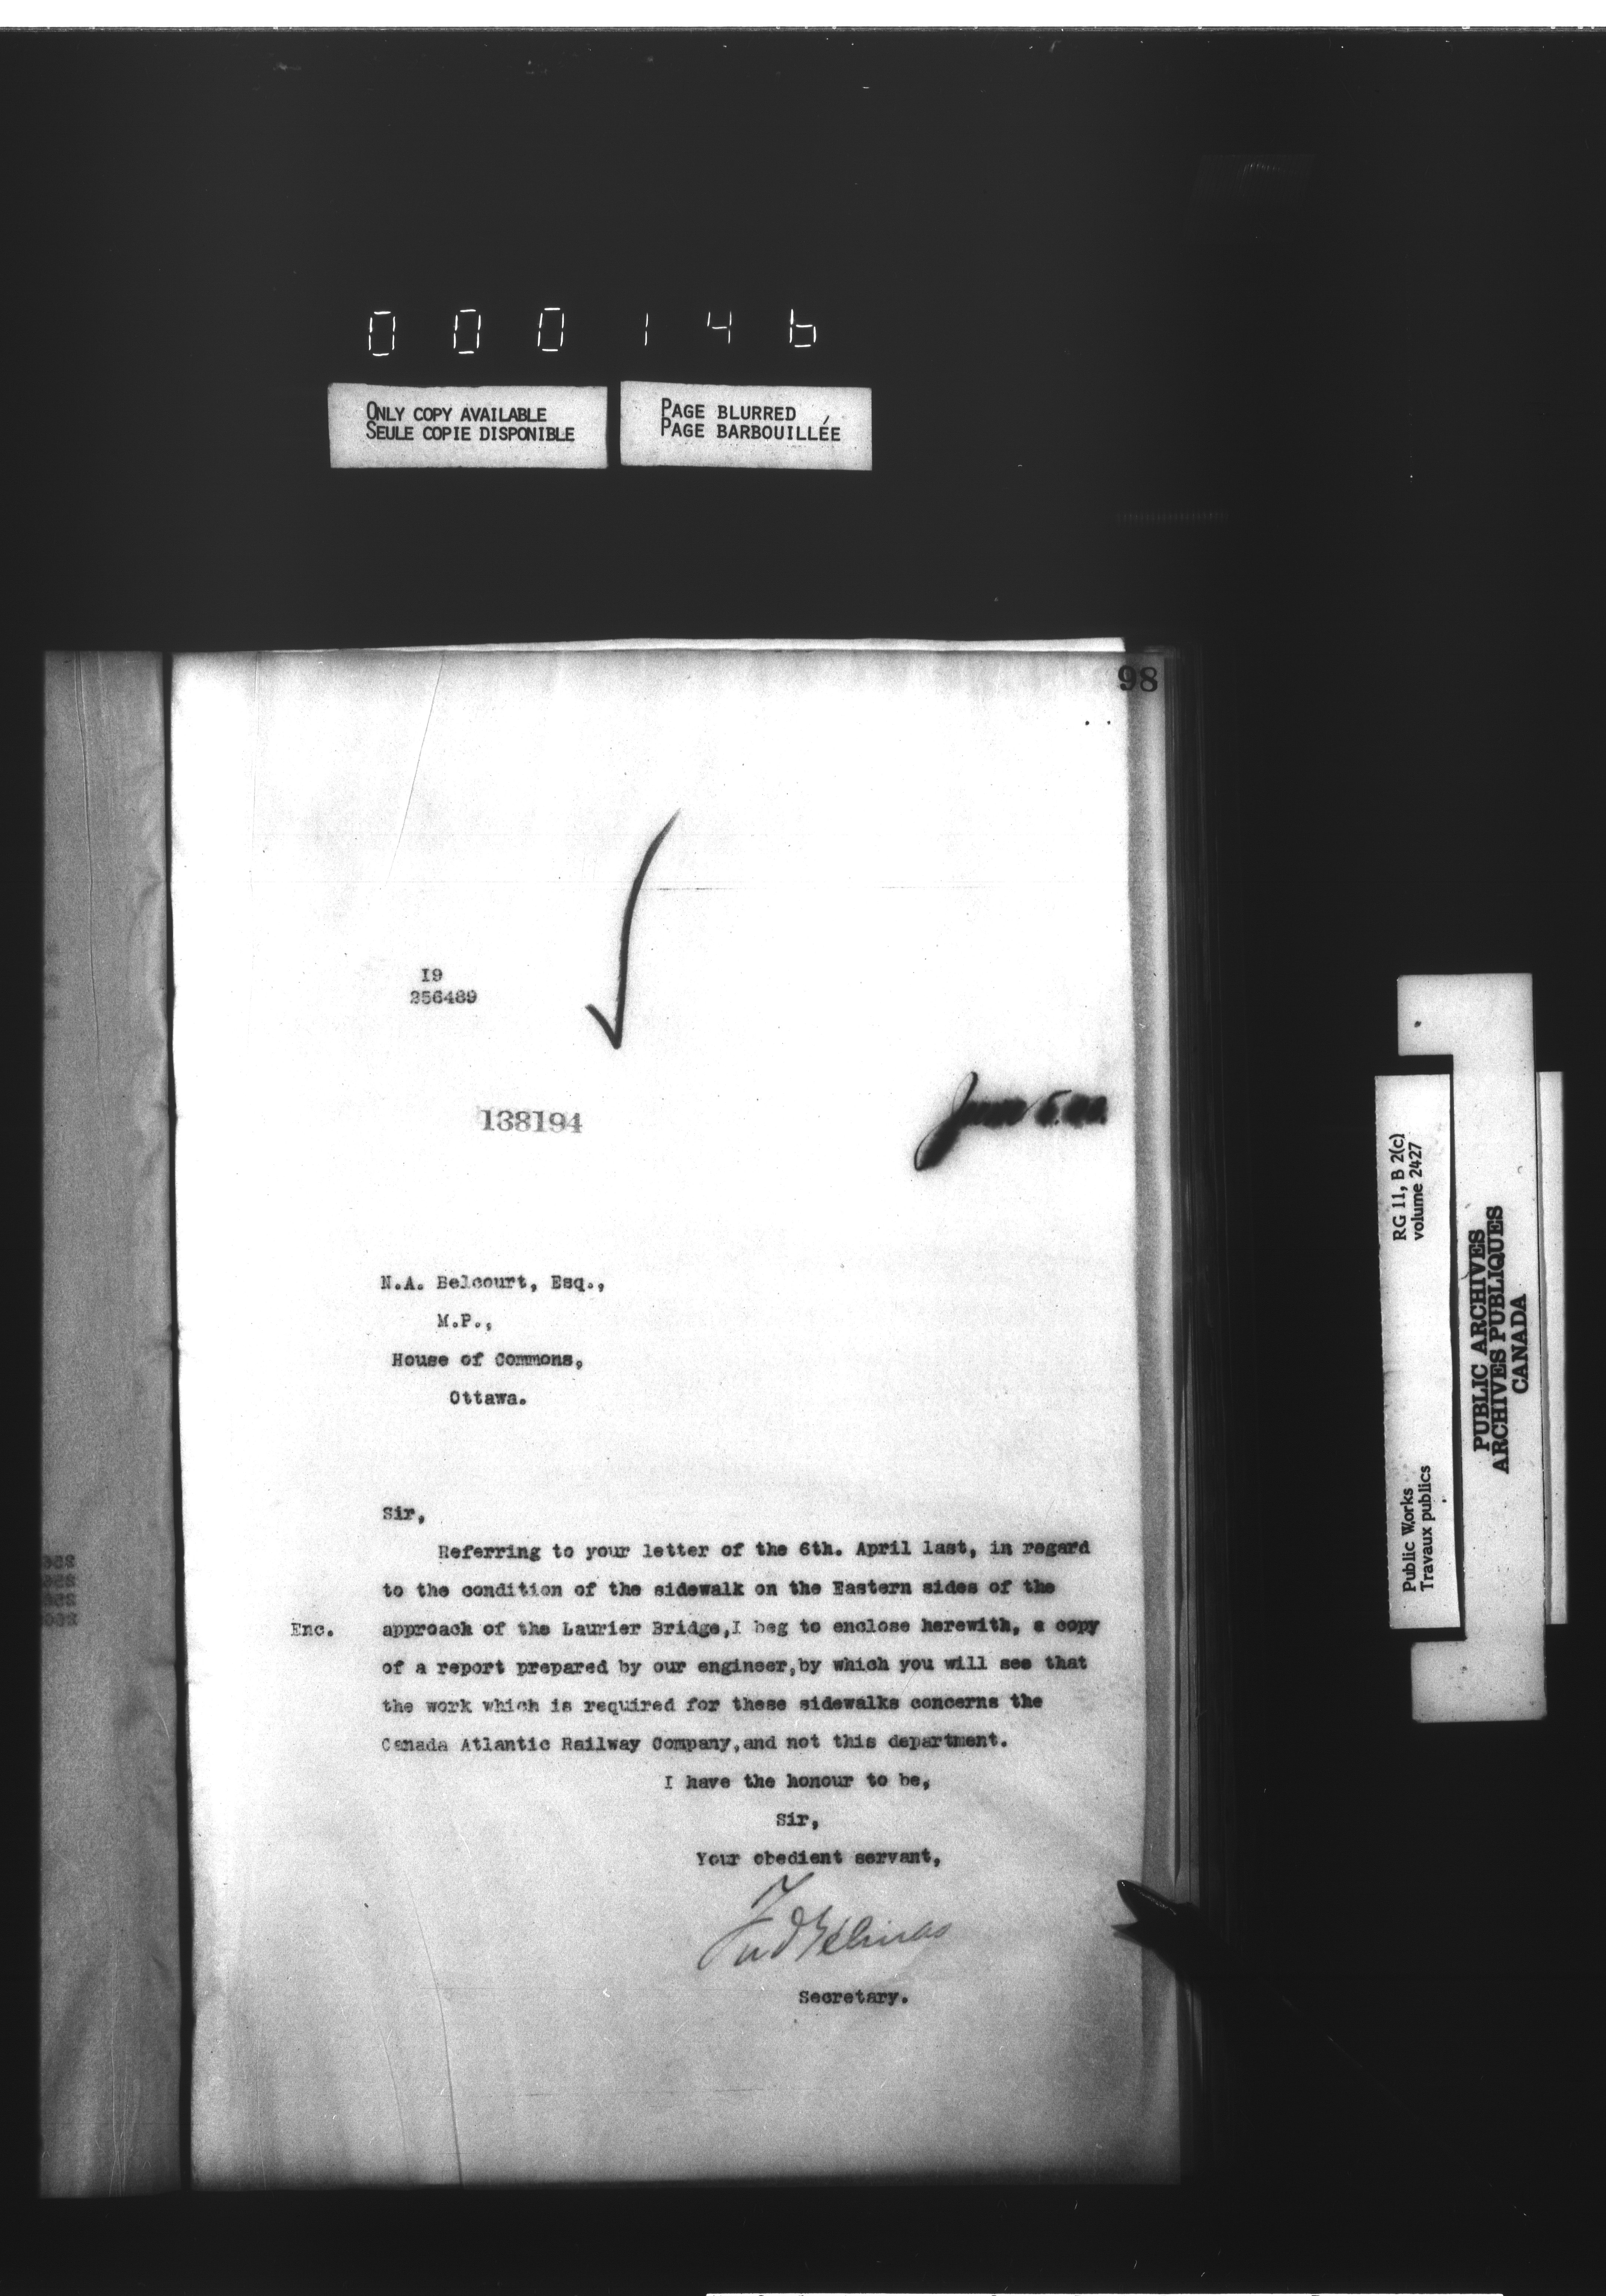 000146
ONLY COPY AVAILABLE
SEULE COPIE DISPONIBLE
PAGE BLURRED
PAGE BARBOUILLÉE
98
I9
256489
138194
June 5.
N.A. Belcourt, Esq.,
M.P.,
House of Commons,
Ottawa.
Sir,
Referring to your letter of the 6th. April last, in regard
to the condition of the sidewalk on the Eastern sides of the
Enc. approach of the Laurier Bridge,I beg to enclose herewith, a copy
of a report prepared by our engineer,by which you will see that
the work which is required for these sidewalks concerns the
Canada Atlantic Railway Company,and not this department.
I have the honour to be,
Sir,
Your obedient servant,
Secretary.
RG 11, B 2(c)
volume 2427
Public Works
Travaux publics
PUBLIC ARCHIVES
ARCHIVES PUBLIQUES
CANADA